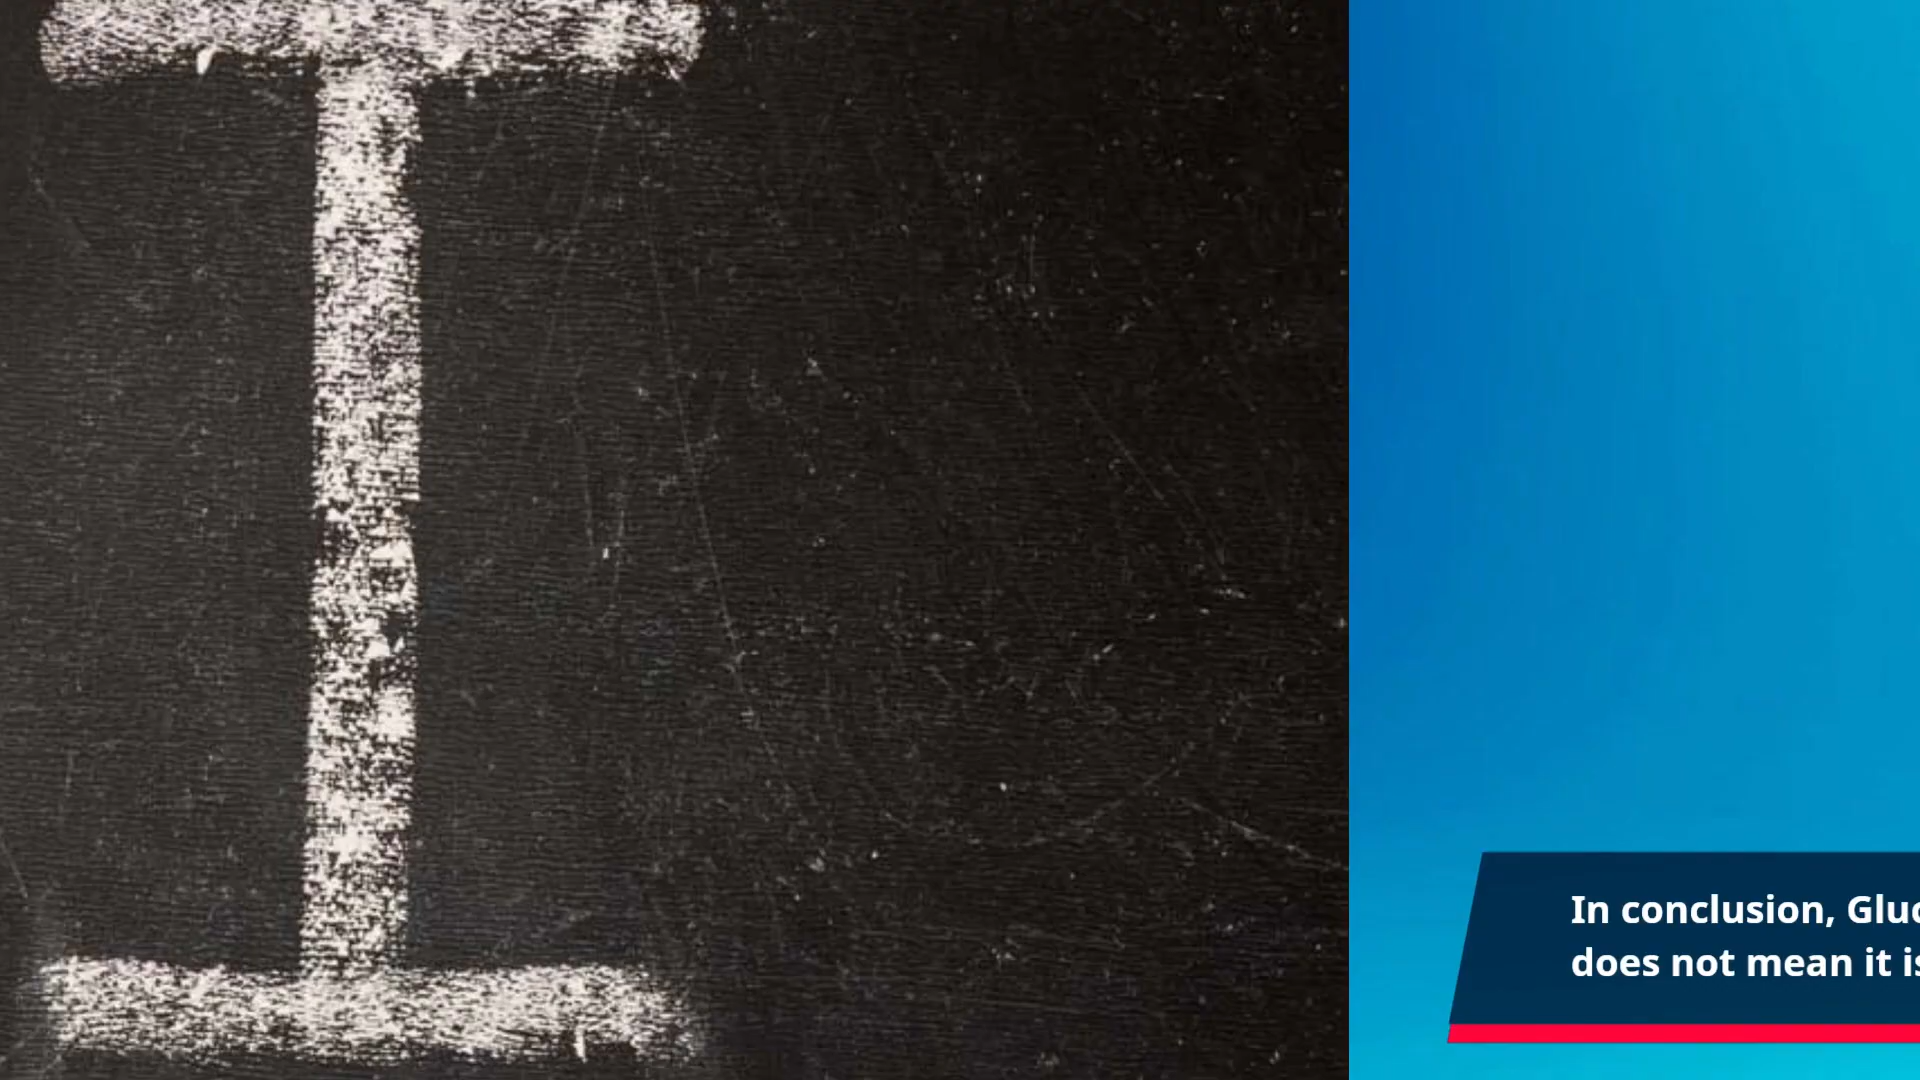 I
In conclusion,
does not mean it